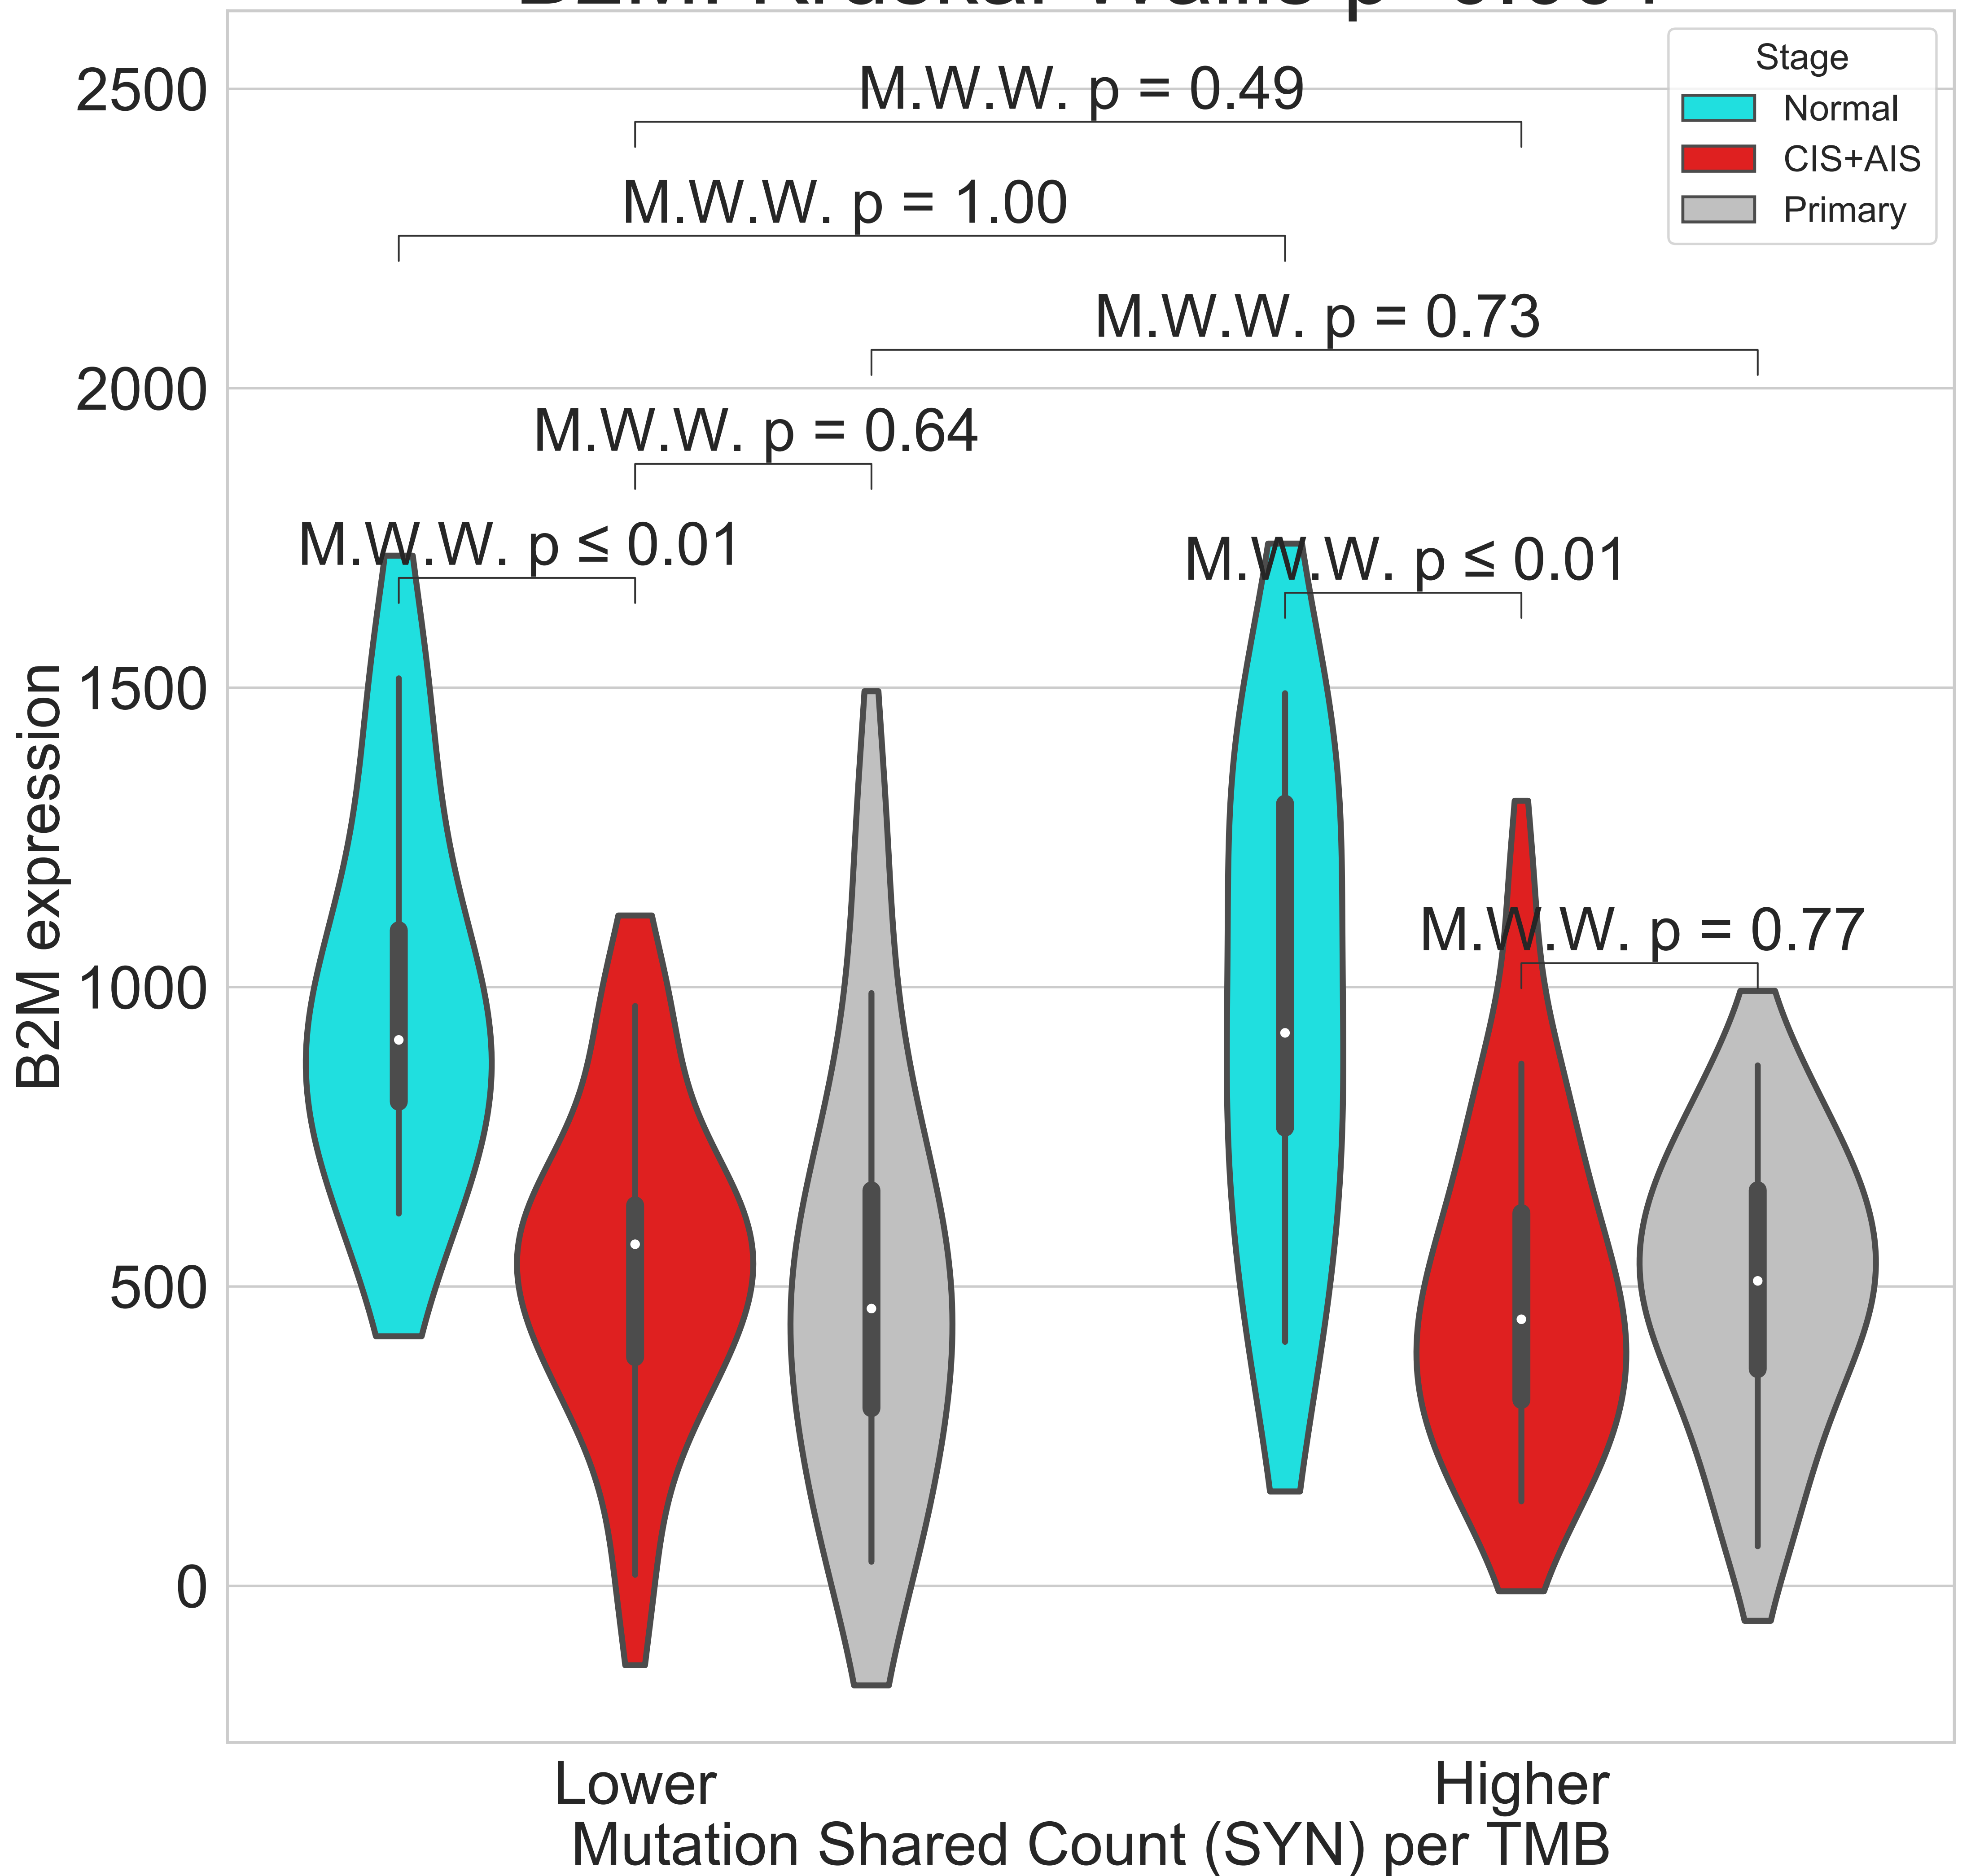 2500
2000
1500
1000
500
0
B2M expression
M.W.W. p = 0.49
M.W.W. p = 1.00
M.W.W. p = 0.73
M.W.W. p = 0.64
M.W.W. p ≤ 0.01
M.W.W. p ≤ 0.01
M.W.W. p = 0.77
Stage
Normal
CIS+AIS
Primary
Lower
Higher
Mutation Shared Count (SYN) per TMB